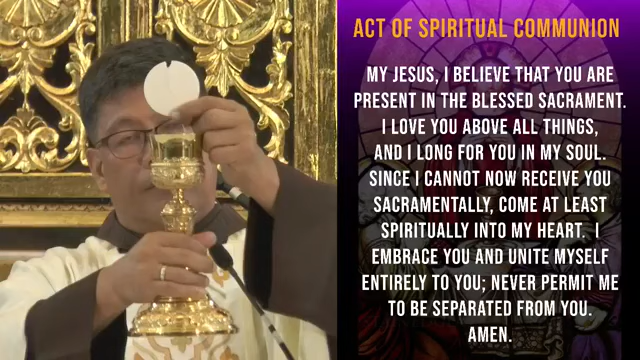 ACT OF SPIRITUAL COMMUNION
MY JESUS, I BELIEVE THAT YOU ARE
PRESENT IN THE BLESSED SACRAMENT.
I LOVE YOU ABOVE ALL THINGS,
AND I LONG FOR YOU IN MY SOUL.
SINCE I CANNOT NOW RECEIVE YOU
SACRAMENTALLY, COME AT LEAST
SPIRITUALLY INTO MY HEART. I
EMBRACE YOU AND UNITE MYSELF
ENTIRELY TO YOU; NEVER PERMIT ME
TO BE SEPARATED FROM YOU.
AMEN.